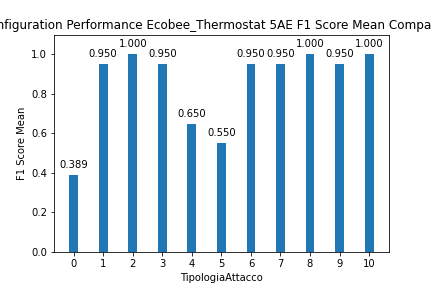 nfiguration Performance Ecobee_Thermostat 5AE F1 Score Mean Compa
1.000 1.000 1.000
0.950 0.950 0.950 0.950 0.950
0.650
0.550
0.389
1.0
0.8
0.6
0.4
0.2
0.0
F1 Score Mean
0 1 2 3 4 5 6 7 8 9 10
TipologiaAttacco